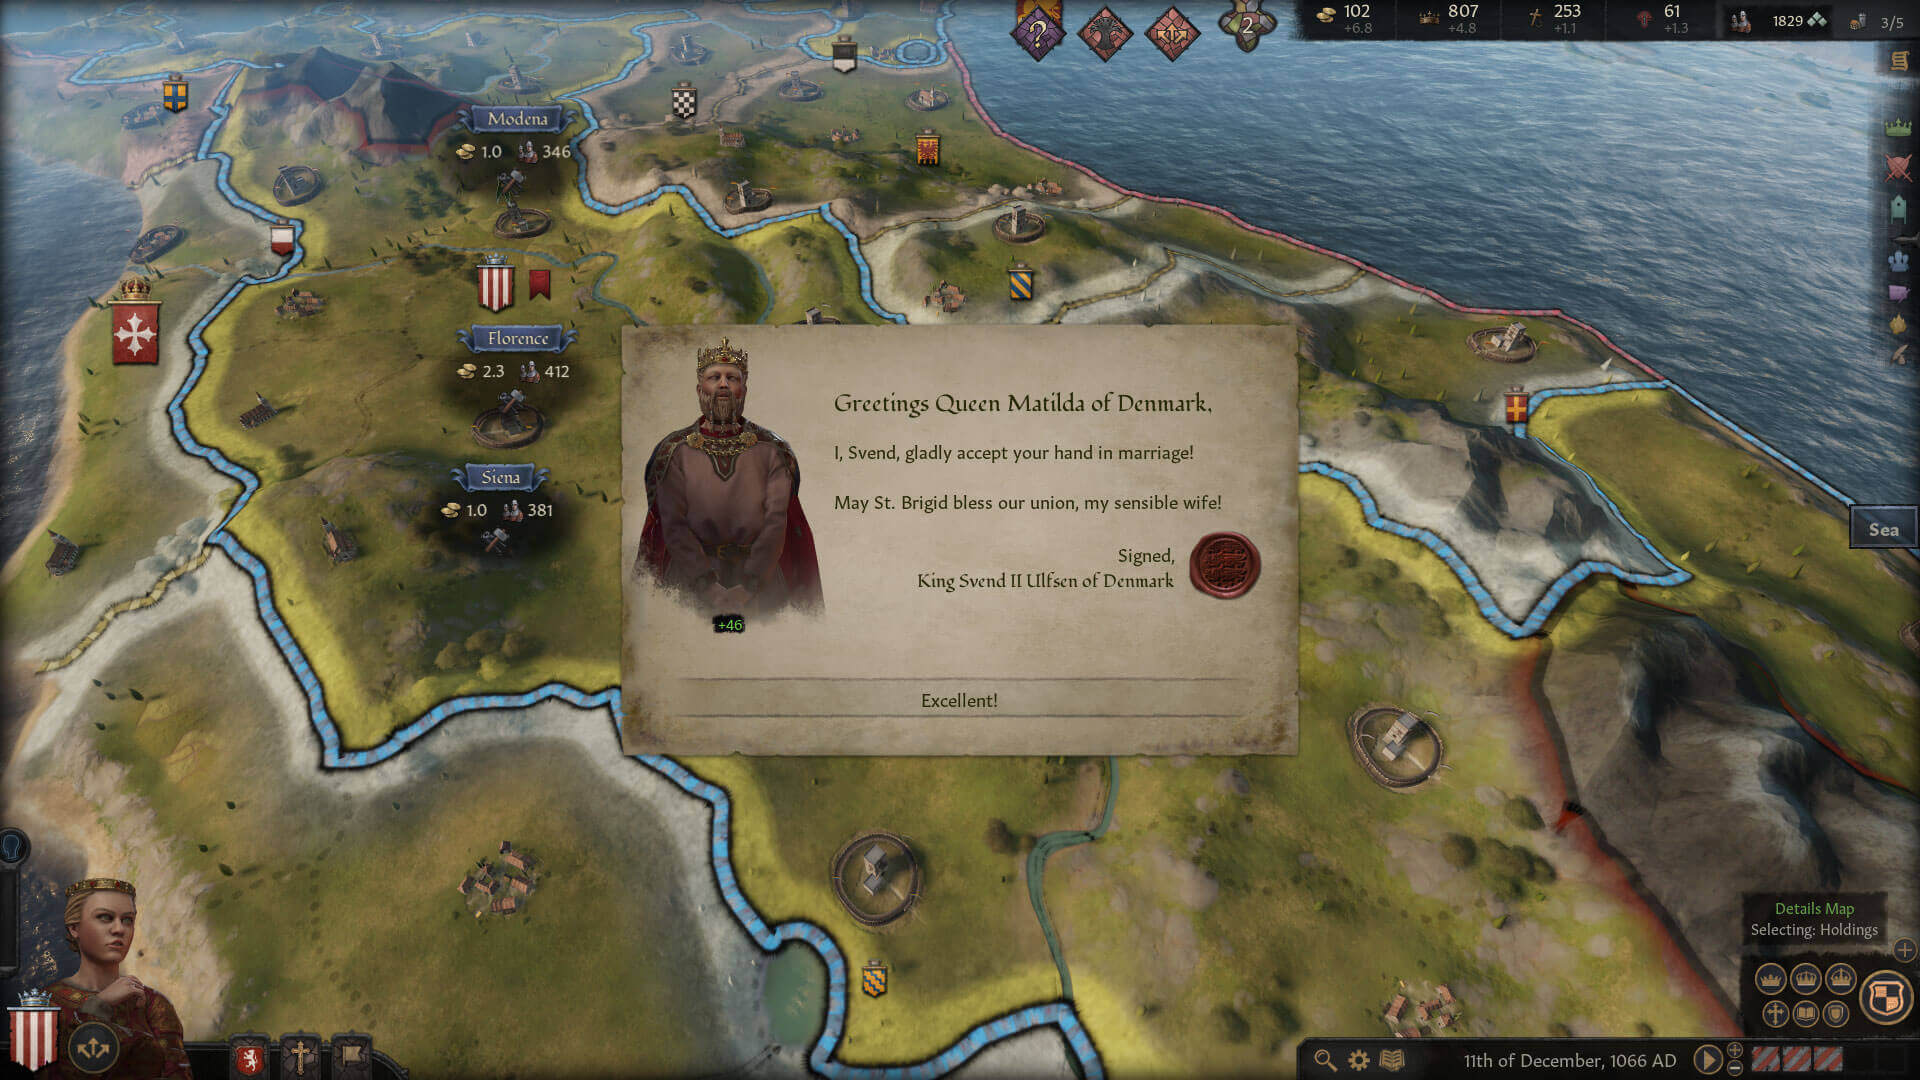 102
+6.8
807
+4.8
253
+1.1
61
+1.3
1829
3/5
?
2
Modena
1.0 346
Florence
2.3 412
Siena
1.0 381
Greetings Queen Matilda of Denmark,
I, Svend, gladly accept your hand in marriage!
May St. Brigid bless our union, my sensible wife!
Signed,
King Svend II Ulfsen of Denmark
+46
Excellent!
Sea
Details Map
Selecting: Holdings
11th of December, 1066 AD